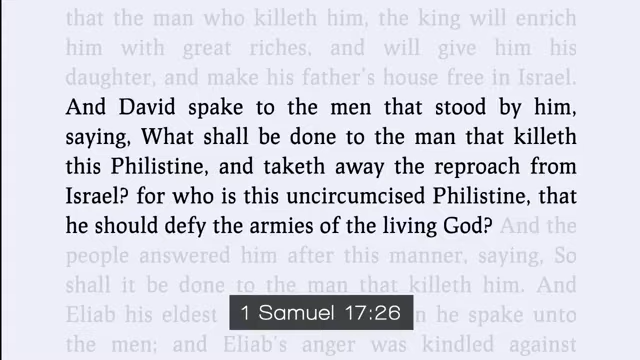 that the man who killeth him, the king will enrich
him with great riches, and will give him his
daughter, and make his father's house free in Israel.
And David spake to the men that stood by him,
saying, What shall be done to the man that killeth
this Philistine, and taketh away the reproach from
Israel? for who is this uncircumcised Philistine, that
he should defy the armies of the living God? And the
people answered him after this manner, saying, So
shall it be done to the man that killeth him. And
Eliab his eldest n he spake unto
1 Samuel 17:26
the men; and Eliab's anger was kindled against